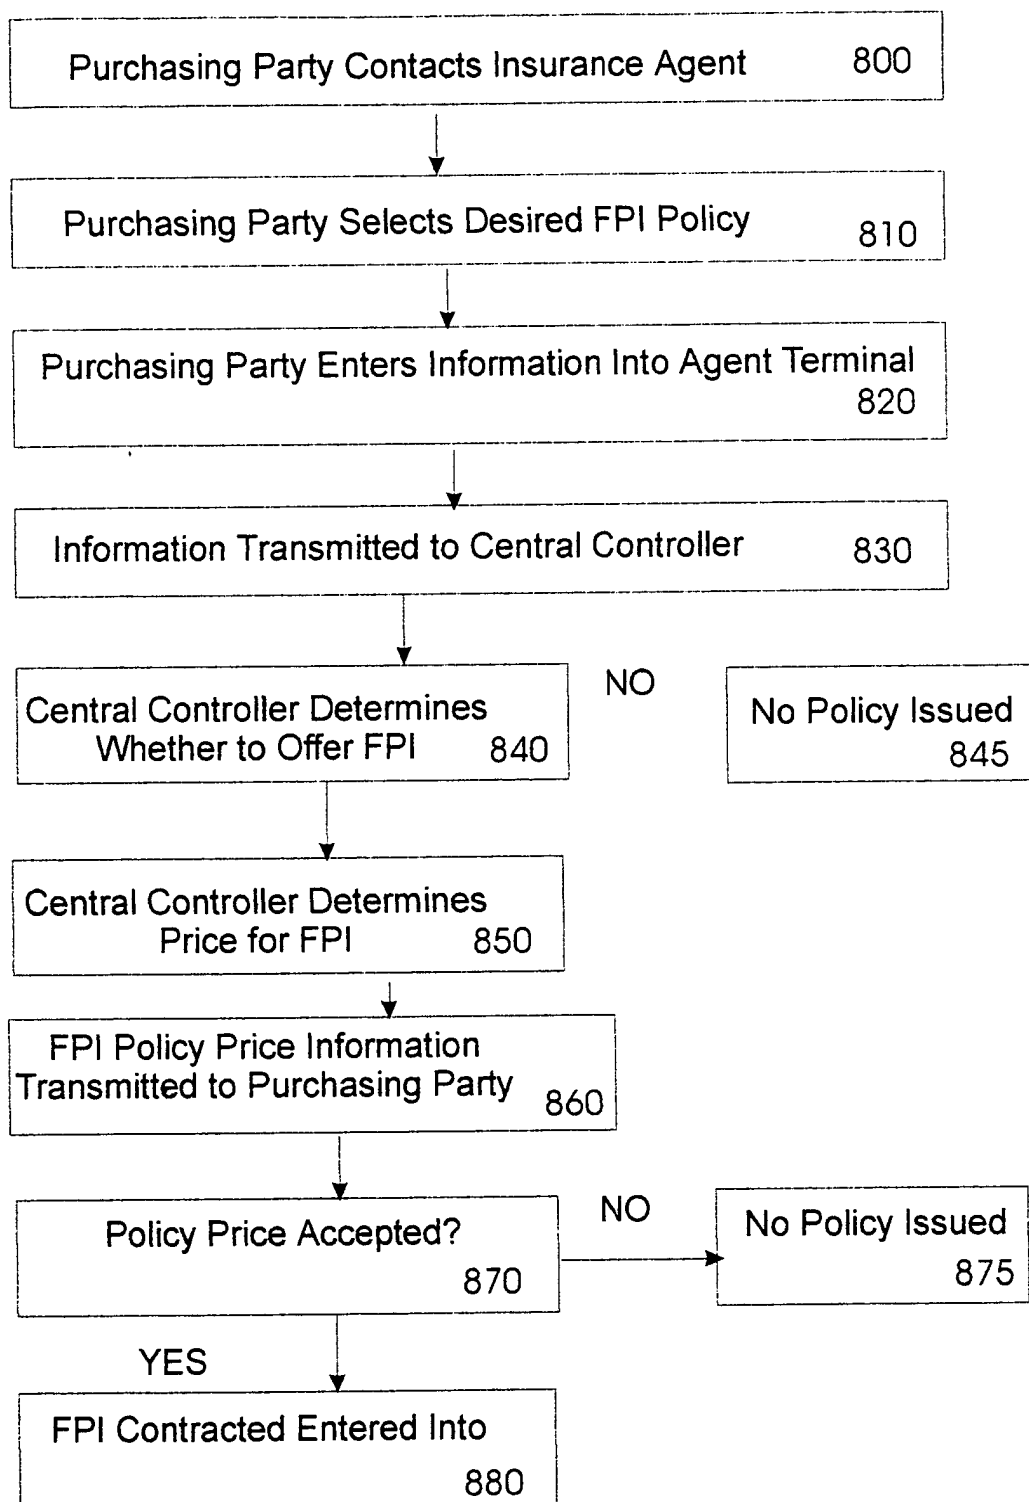 Purchasing Party Contacts Insurance Agent 800
Purchasing Party Selects Desired FPI Policy 810
Purchasing Party Enters Information Into Agent Terminal
820
Information Transmitted to Central Controller 830
Central Controller Determines
Whether to Offer FPI 840
NO
No Policy Issued
845
Central Controller Determines
Price for FPI 850
FPI Policy Price Information
Transmitted to Purchasing Party
860
Policy Price Accepted?
870
NO
No Policy Issued
875
YES
FPI Contracted Entered Into
880